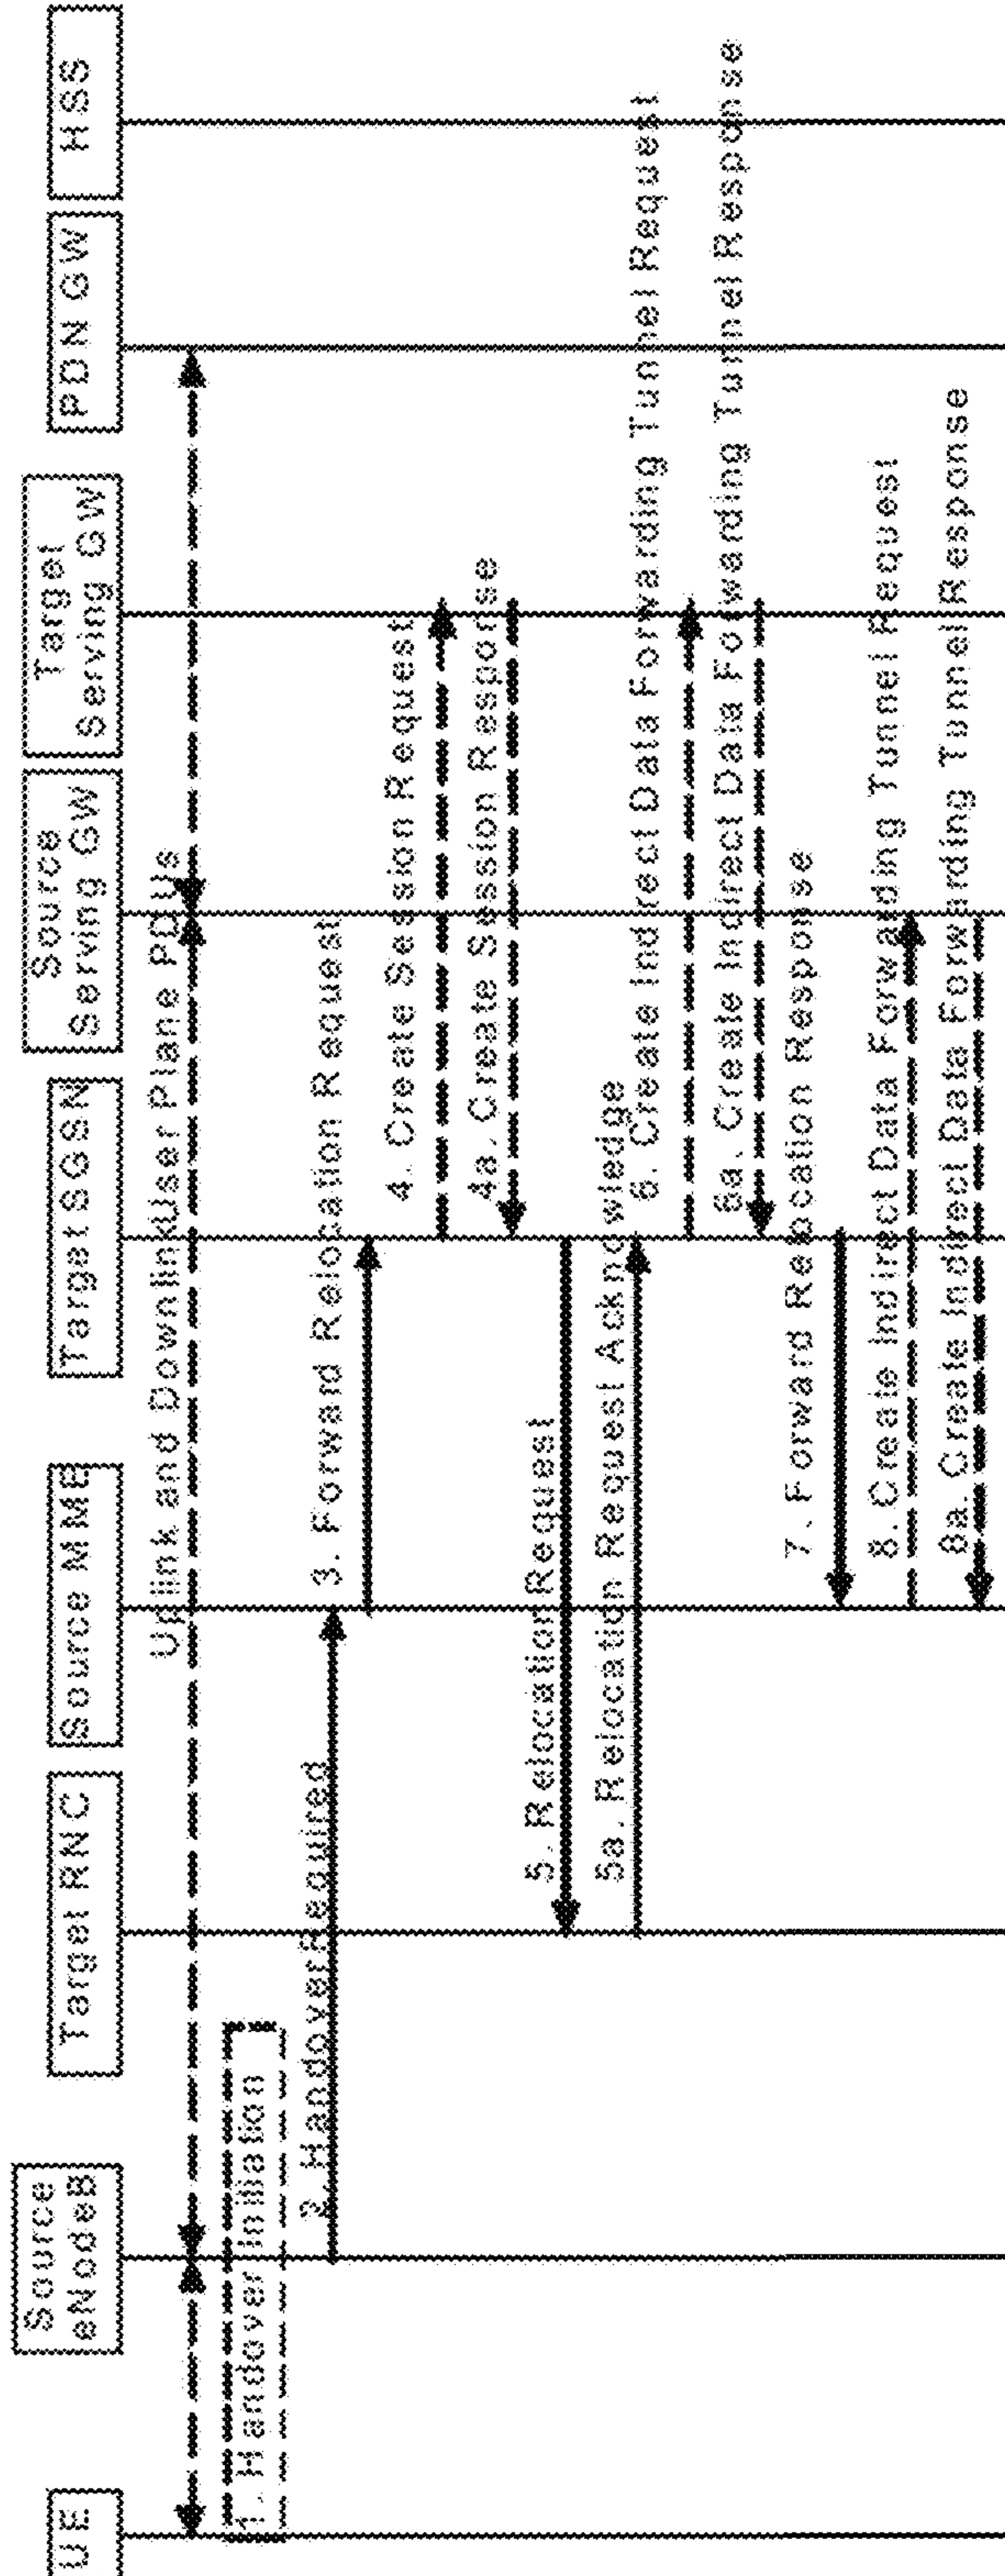 UE
Source
eNodeB
Target RNC
Source MME
Target SGSN
Source
Serving GW
Target
Serving GW
PDN GW
HSS
Uplink and Downlink User Plane PDUs
1. Handover Initiation
2. Handover Required
3. Forward Relocation Request
4. Create Session Request
4a. Create Session Response
5. Relocation Request
5a. Relocation Request Acknowledge
6. Create Indirect Data Forwarding Tunnel Request
6a. Create Indirect Data Forwarding Tunnel Response
7. Forward Relocation Response
8. Create Indirect Data Forwarding Tunnel Request
8a. Create Indirect Data Forwarding Tunnel Response